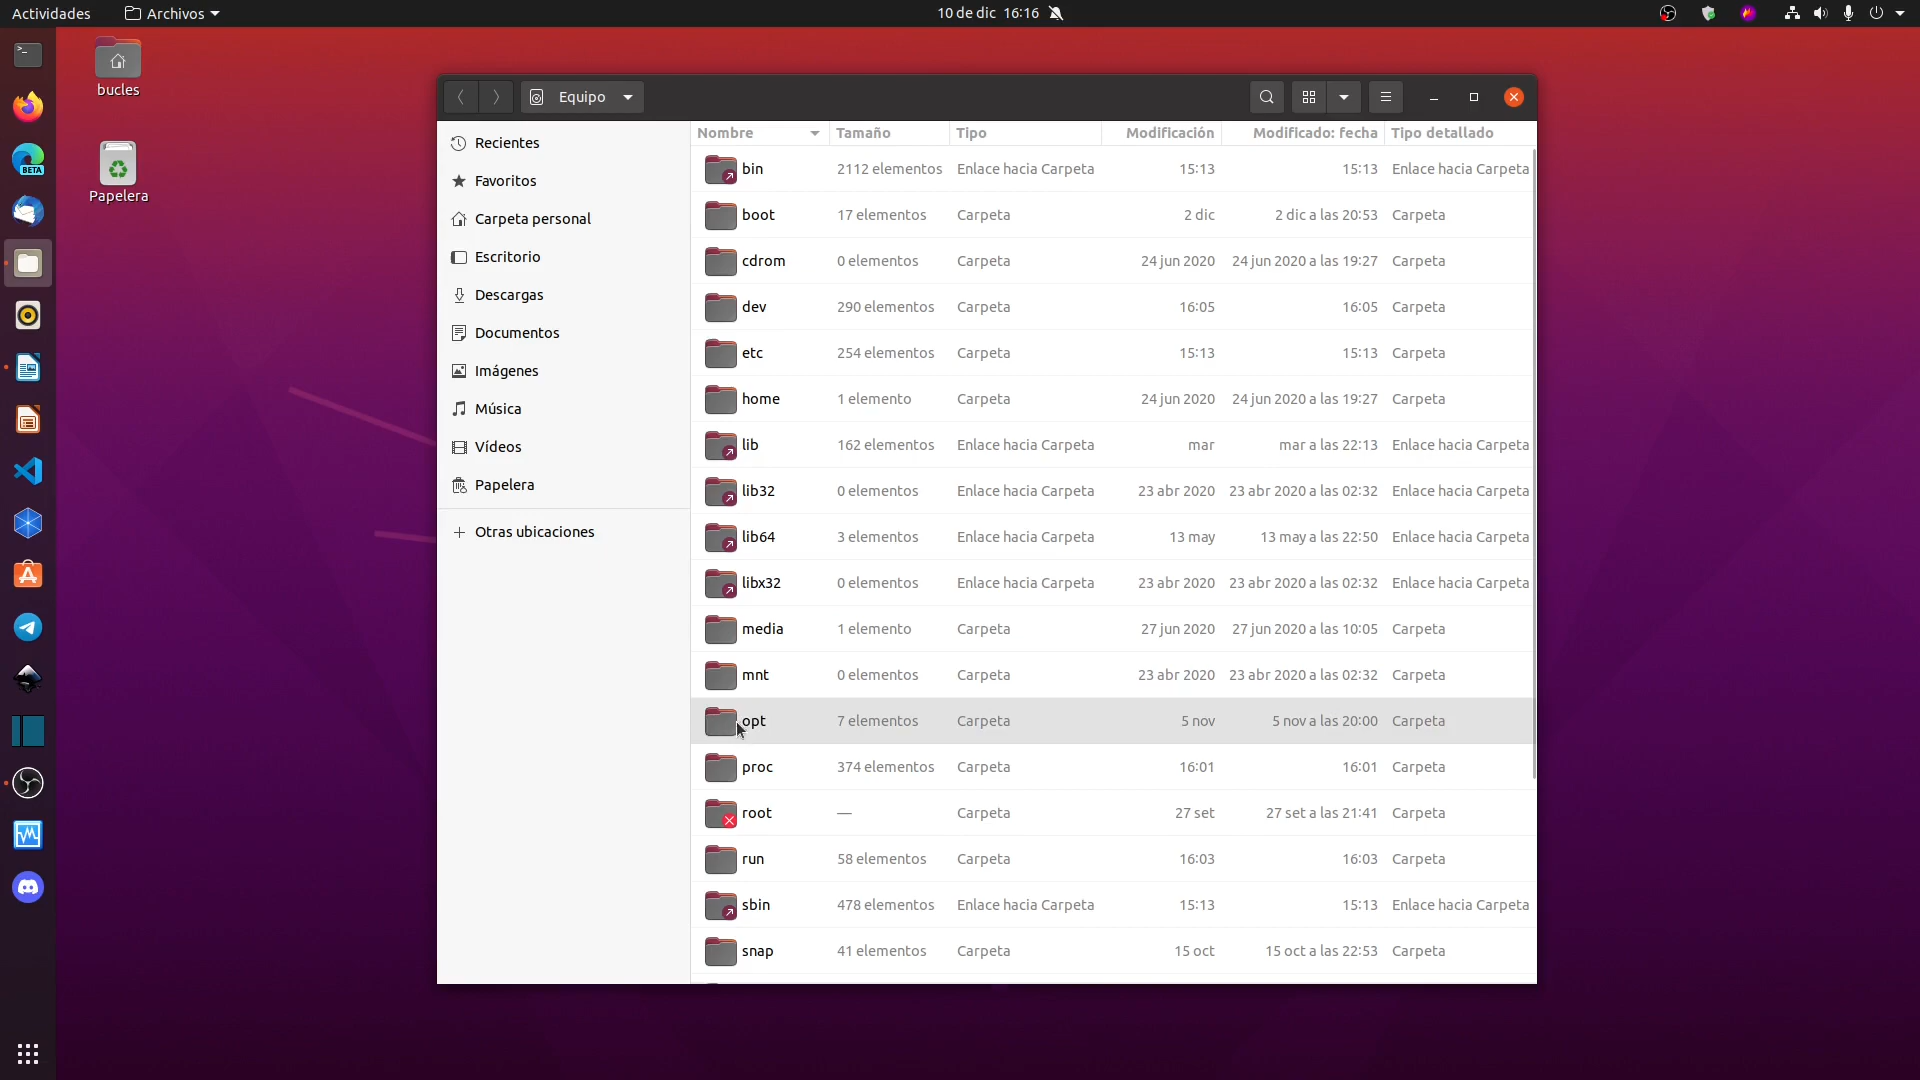 Actividades Archivos 10 de dic 16:16
bucles
Papelera
Equipo
Recientes
Favoritos
Carpeta personal
Escritorio
Descargas
Documentos
Imágenes
Música
Vídeos
Papelera
Otras ubicaciones
Nombre Tamaño Tipo Modificación Modificado: fecha Tipo detallado
bin 2112 elementos Enlace hacia Carpeta 15:13 15:13 Enlace hacia Carpeta
boot 17 elementos Carpeta 2 dic 2 dic a las 20:53 Carpeta
cdrom 0 elementos Carpeta 24 jun 2020 24 jun 2020 a las 19:27 Carpeta
dev 290 elementos Carpeta 16:05 16:05 Carpeta
etc 254 elementos Carpeta 15:13 15:13 Carpeta
home 1 elemento Carpeta 24 jun 2020 24 jun 2020 a las 19:27 Carpeta
lib 162 elementos Enlace hacia Carpeta mar mar a las 22:13 Enlace hacia Carpeta
lib32 0 elementos Enlace hacia Carpeta 23 abr 2020 23 abr 2020 a las 02:32 Enlace hacia Carpeta
lib64 3 elementos Enlace hacia Carpeta 13 may 13 may a las 22:50 Enlace hacia Carpeta
libx32 0 elementos Enlace hacia Carpeta 23 abr 2020 23 abr 2020 a las 02:32 Enlace hacia Carpeta
media 1 elemento Carpeta 27 jun 2020 27 jun 2020 a las 10:05 Carpeta
mnt 0 elementos Carpeta 23 abr 2020 23 abr 2020 a las 02:32 Carpeta
opt 7 elementos Carpeta 5 nov 5 nov a las 20:00 Carpeta
proc 374 elementos Carpeta 16:01 16:01 Carpeta
root — Carpeta 27 set 27 set a las 21:41 Carpeta
run 58 elementos Carpeta 16:03 16:03 Carpeta
sbin 478 elementos Enlace hacia Carpeta 15:13 15:13 Enlace hacia Carpeta
snap 41 elementos Carpeta 15 oct 15 oct a las 22:53 Carpeta
BETA